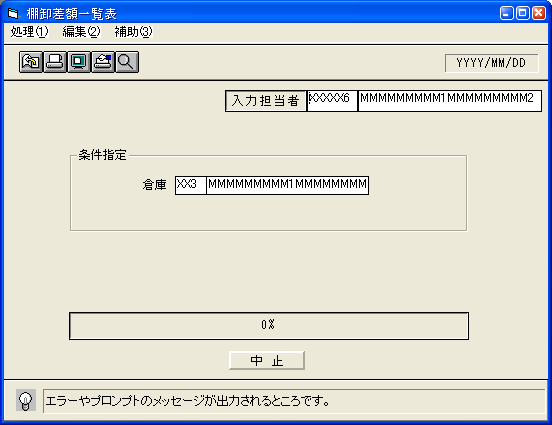 棚卸差額一覧表
処理(1) 編集(2) 補助(3)
YYYY/MM/DD
入力担当者 XXXXX6 MMMMMMMMM1MMMMMMMMM2
条件指定
倉庫 XX3 MMMMMMMMM1MMMMMMMM
0%
中 止
エラーやプロンプトのメッセージが出力されるところです。